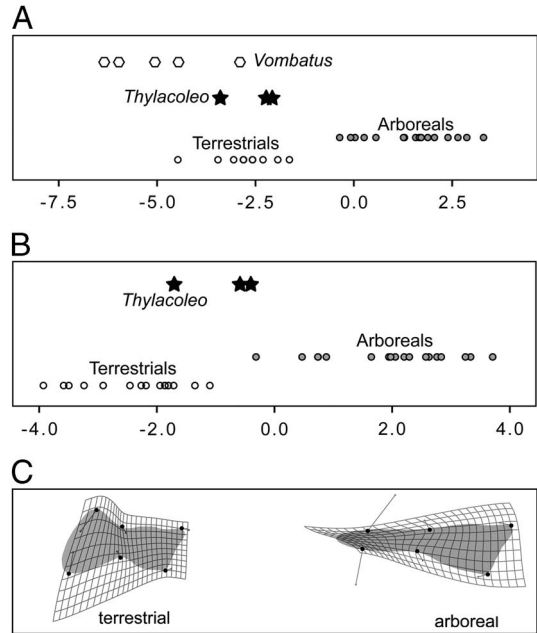 A
Vombatus
Thylacoleo
Arboreals
Terrestrials
-7.5 -5.0 -2.5 0.0 2.5
B
Thylacoleo
Arboreals
Terrestrials
-4.0 -2.0 0.0 2.0 4.0
C
terrestrial arboreal